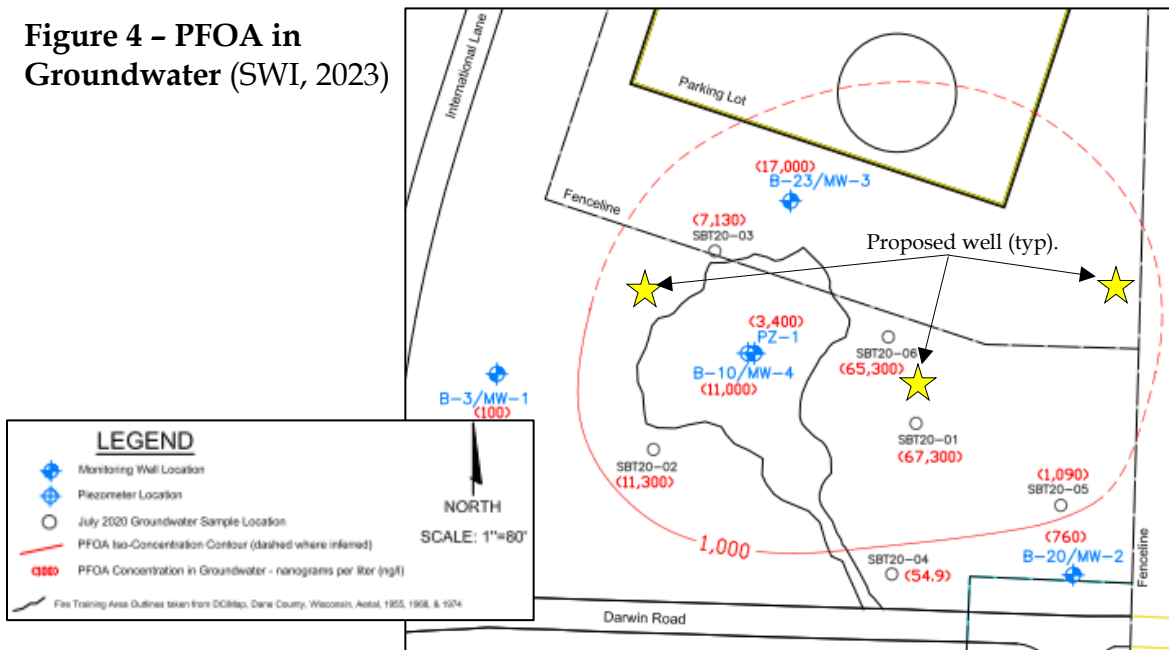 Figure 4 – PFOA in
Groundwater (SWI, 2023)
International Lane
Parking Lot
(17,000)
B-23/MW-3
Fenceline
(7,130)
SBT20-03
Proposed well (typ).
(3,400)
PZ-1
SBT20-06
(65,300)
B-10/MW-4
(11,000)
B-3/MW-1
(100)
SBT20-01
(67,300)
SBT20-02
(11,300)
(1,090)
SBT20-05
1,000
(760)
B-20/MW-2
SBT20-04
(54.9)
Fenceline
Darwin Road
LEGEND
Monitoring Well Location
Piezometer Location
July 2020 Groundwater Sample Location
PFOA Iso-Concentration Contour (dashed where inferred)
(100) PFOA Concentration in Groundwater - nanograms per liter (ng/l)
Fire Training Area Outlines taken from DCiMap, Dane County, Wisconsin, Aerial, 1955, 1968, & 1974
NORTH
SCALE: 1"=80'